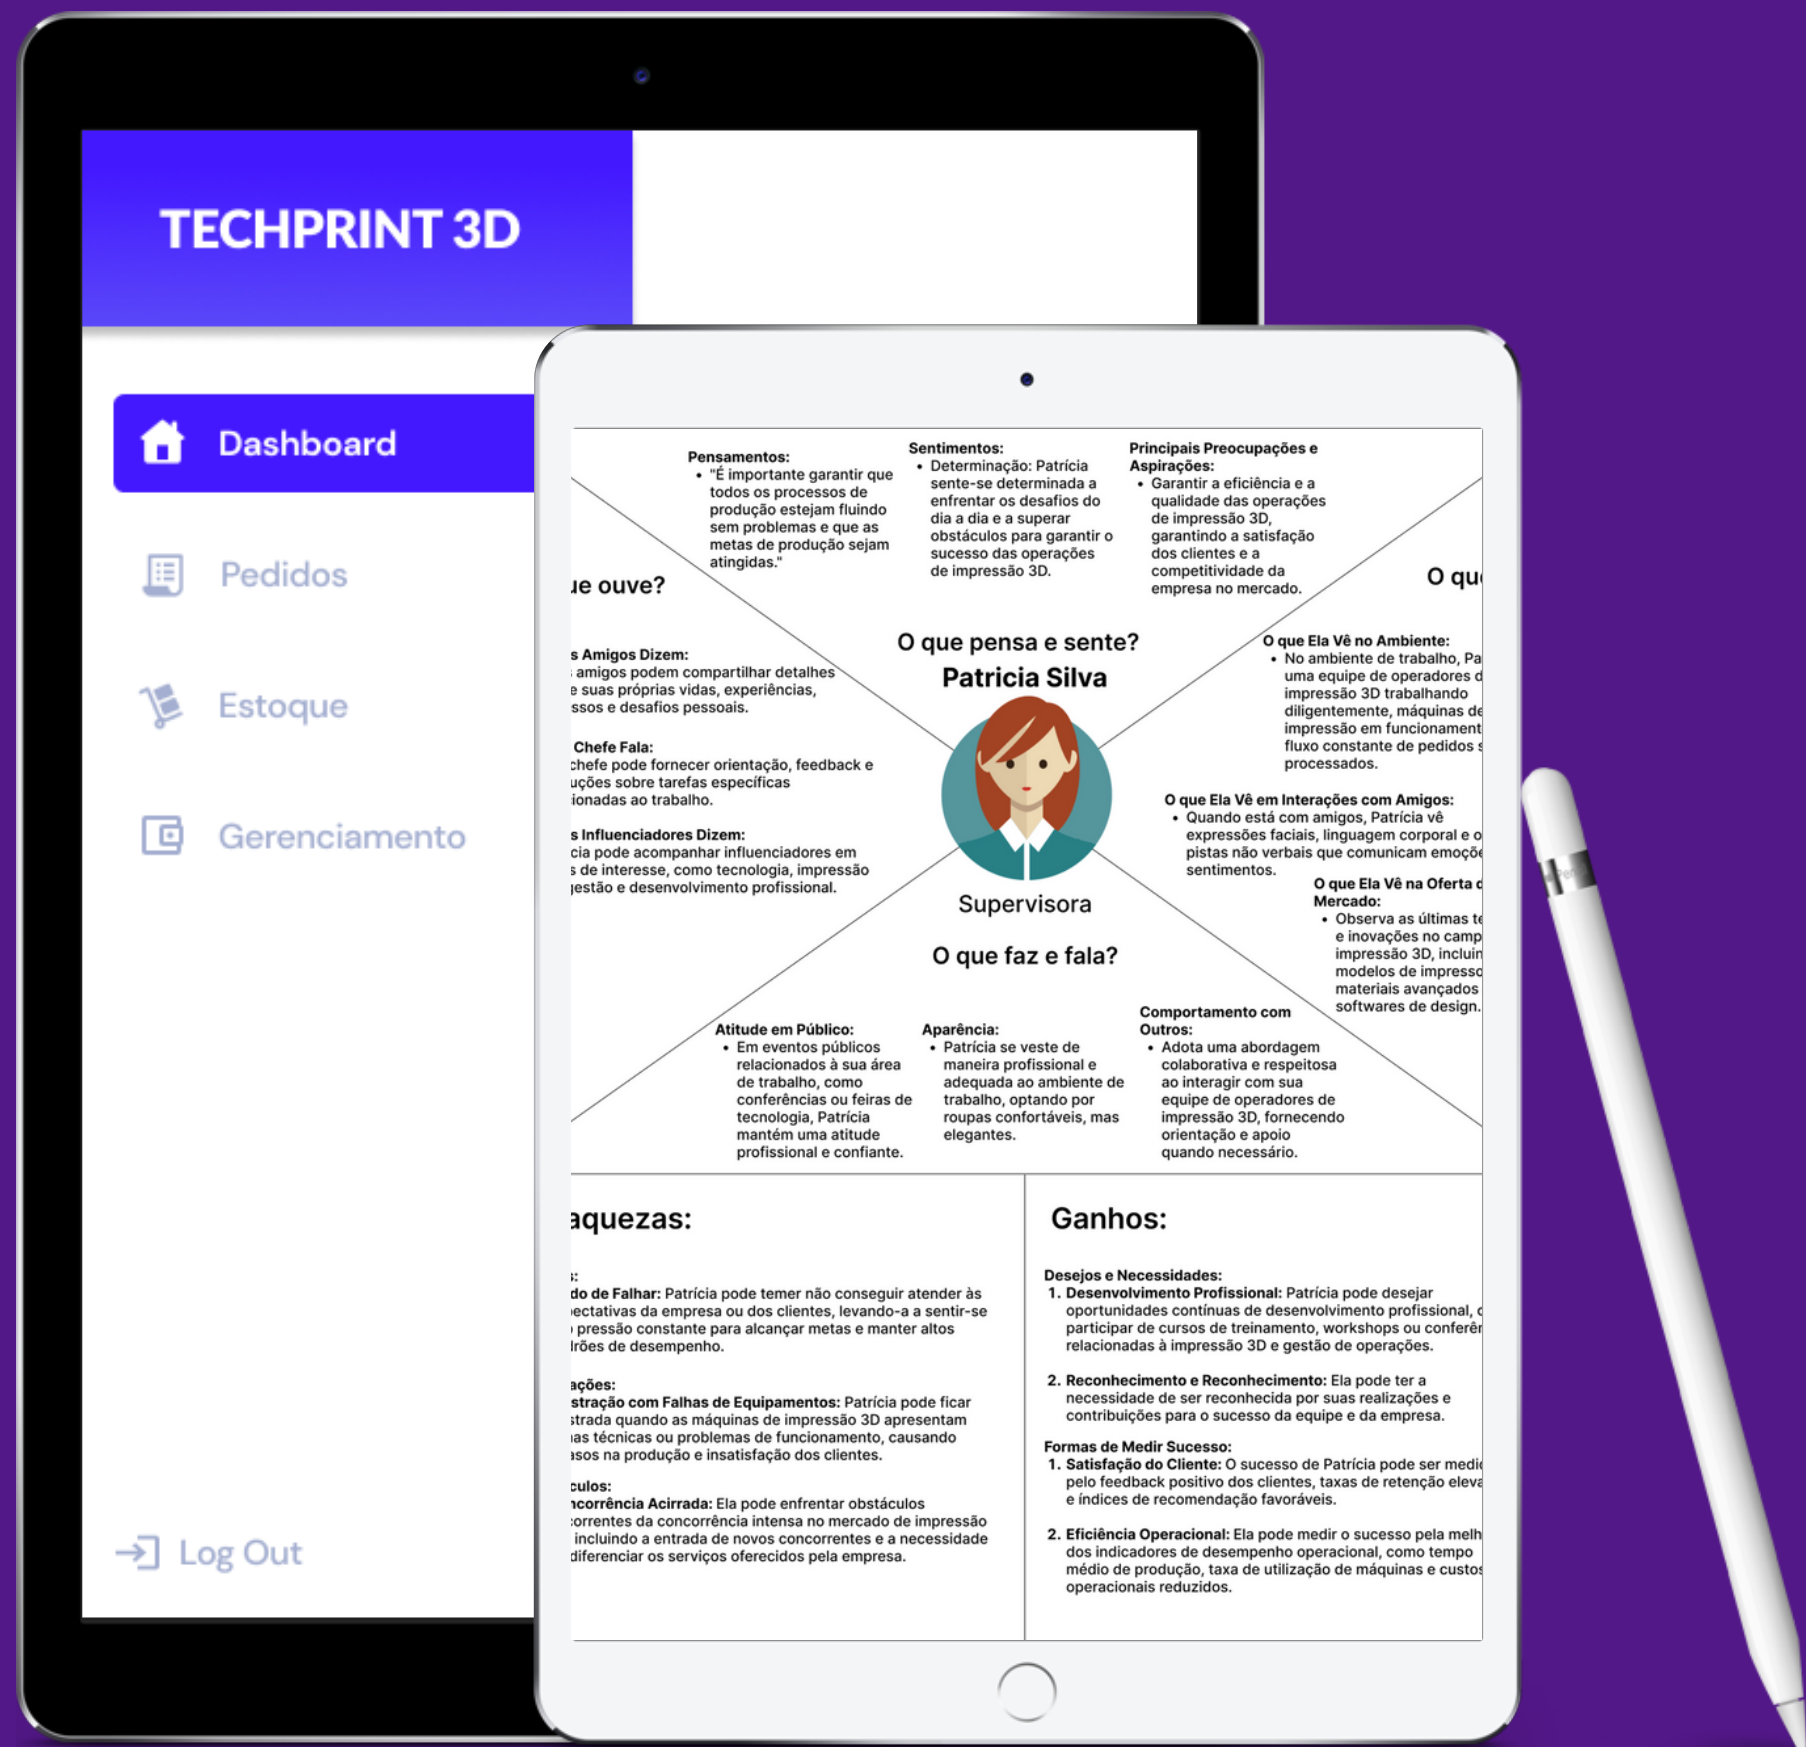 TECHPRINT 3D
Dashboard
Pedidos
Estoque
Gerenciamento
Log Out
Pensamentos:
• "É importante garantir que
todos os processos de
produção estejam fluindo
sem problemas e que as
metas de produção sejam
atingidas."
Sentimentos:
• Determinação: Patrícia
sente-se determinada a
enfrentar os desafios do
dia a dia e a superar
obstáculos para garantir o
sucesso das operações
de impressão 3D.
Principais Preocupações e
Aspirações:
• Garantir a eficiência e a
qualidade das operações
de impressão 3D,
garantindo a satisfação
dos clientes e a
competitividade da
empresa no mercado.
ouve?
O que pensa e sente?
Patricia Silva
Supervisora
Amigos Dizem:
amigos podem compartilhar detalhes
e suas próprias vidas, experiências,
e desafios pessoais.
Chefe Fala:
chefe pode fornecer orientação, feedback e
sobre tarefas específicas
ao trabalho.
Influenciadores Dizem:
pode acompanhar influenciadores em
de interesse, como tecnologia, impressão
e desenvolvimento profissional.
O
O que Ela Vê no Ambiente:
• No ambiente de trabalho,
uma equipe de operadores
impressão 3D trabalhando
diligentemente, máquinas de
impressão em
fluxo constante de pedidos
processados.
O que Ela Vê em Interações com Amigos:
• Quando está com amigos, Patrícia vê
expressões faciais, linguagem corporal e
pistas não verbais que comunicam
sentimentos.
O que Ela Vê na Oferta
Mercado:
• Observa as últimas
e inovações no
impressão 3D,
modelos de
materiais avançados
softwares de design.
O que faz e fala?
Atitude em Público:
• Em eventos públicos
relacionados à sua área
de trabalho, como
conferências ou feiras de
tecnologia, Patrícia
mantém uma atitude
profissional e confiante.
Aparência:
• Patrícia se veste de
maneira profissional e
adequada ao ambiente de
trabalho, optando por
roupas confortáveis, mas
elegantes.
Comportamento com
Outros:
• Adota uma abordagem
colaborativa e respeitosa
ao interagir com sua
equipe de operadores de
impressão 3D, fornecendo
orientação e apoio
quando necessário.
aquezas:
de Falhar: Patrícia pode temer não conseguir atender às
da empresa ou dos clientes, levando-a a sentir-se
pressão constante para alcançar metas e manter altos
de desempenho.
com Falhas de Equipamentos: Patrícia pode ficar
quando as máquinas de impressão 3D apresentam
técnicas ou problemas de funcionamento, causando
na produção e insatisfação dos clientes.
Acirrada: Ela pode enfrentar obstáculos
da concorrência intensa no mercado de impressão
incluindo a entrada de novos concorrentes e a necessidade
diferenciar os serviços oferecidos pela empresa.
Ganhos:
Desejos e Necessidades:
1. Desenvolvimento Profissional: Patrícia pode desejar
oportunidades contínuas de desenvolvimento profissional,
participar de cursos de treinamento, workshops ou
relacionadas à impressão 3D e gestão de operações.
2. Reconhecimento e Reconhecimento: Ela pode ter a
necessidade de ser reconhecida por suas realizações e
contribuições para o sucesso da equipe e da empresa.
Formas de Medir Sucesso:
1. Satisfação do Cliente: O sucesso de Patrícia pode ser
pelo feedback positivo dos clientes, taxas de retenção
e índices de recomendação favoráveis.
2. Eficiência Operacional: Ela pode medir o sucesso pela
dos indicadores de desempenho operacional, como tempo
médio de produção, taxa de utilização de máquinas e custos
operacionais reduzidos.